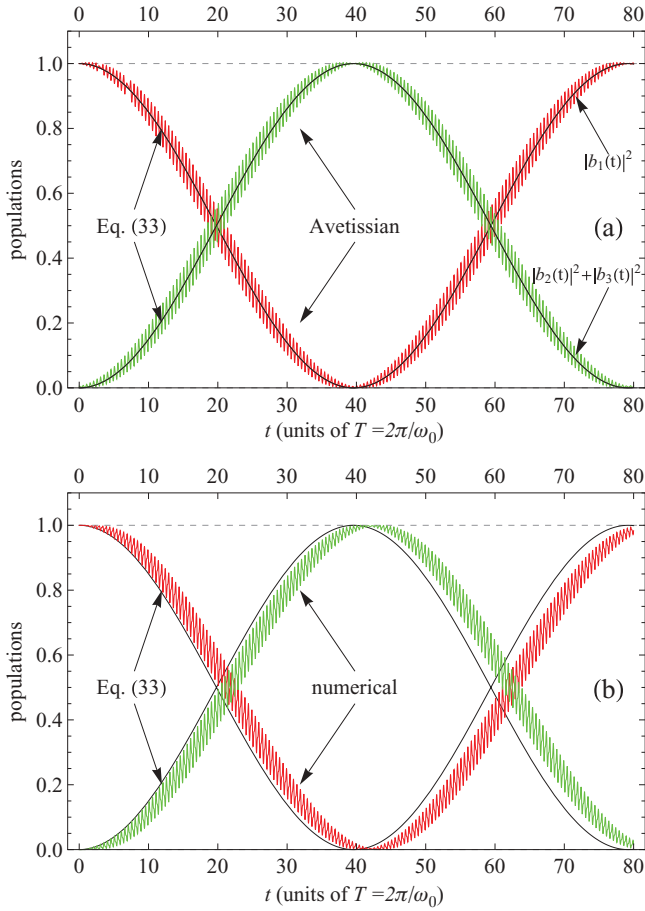 0 10 20 30 40 50 60 70 80
1.0
0.8
|b₁(t)|²
populations
0.6
Eq. (33)
Avetissian
(a)
0.4
|b₂(t)|²+|b₃(t)|²
0.2
0.0
0 10 20 30 40 50 60 70 80
t (units of T =2π/ω₀)
0 10 20 30 40 50 60 70 80
1.0
0.8
populations
0.6
Eq. (33)
numerical
(b)
0.4
0.2
0.0
0 10 20 30 40 50 60 70 80
t (units of T =2π/ω₀)